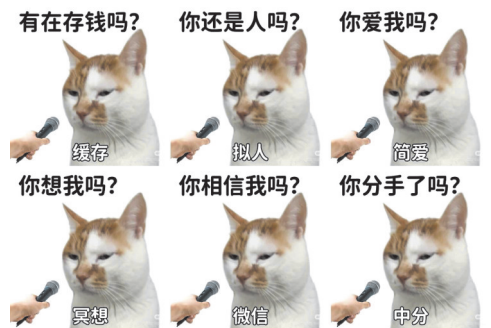 有在存钱吗?
你还是人吗?
你爱我吗?
缓存
拟人
简爱
你想我吗?
你相信我吗?
你分手了吗?
冥想
微信
中分